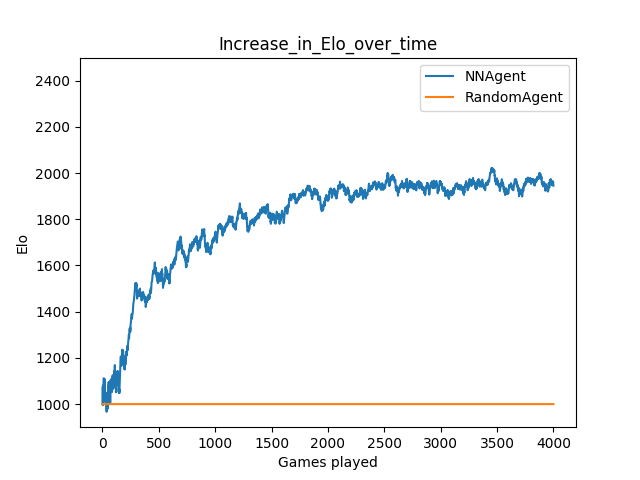 Increase_in_Elo_over_time
NNAgent
RandomAgent
2400
2200
2000
1800
1600
1400
1200
1000
Elo
0 500 1000 1500 2000 2500 3000 3500 4000
Games played